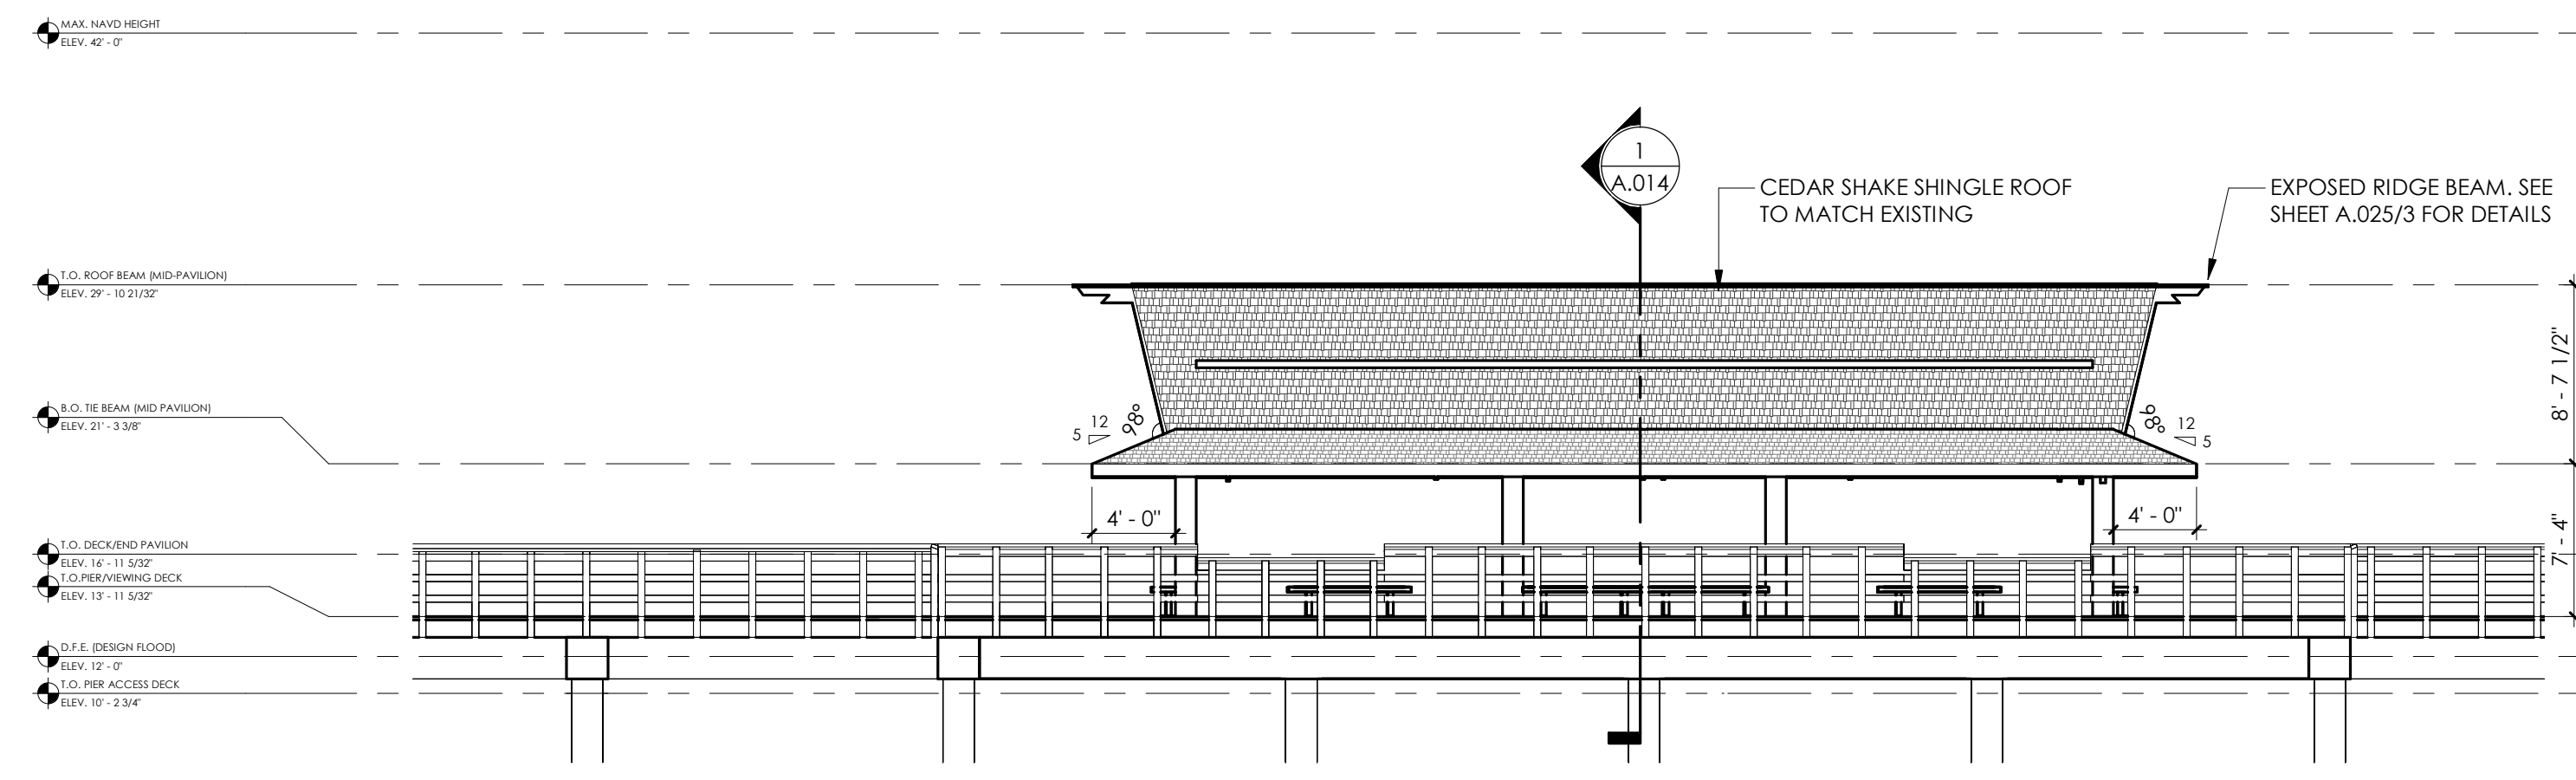 MAX. NAVD HEIGHT
ELEV. 42' - 0"
1
A.014
CEDAR SHAKE SHINGLE ROOF
TO MATCH EXISTING
EXPOSED RIDGE BEAM. SEE
SHEET A.025/3 FOR DETAILS
T.O. ROOF BEAM (MID-PAVILION)
ELEV. 29' - 10 21/32"
8' - 7 1/2"
B.O. TIE BEAM (MID PAVILION)
ELEV. 21' - 3 3/8"
12
5
98°
98°
12
5
4' - 0"
4' - 0"
7' - 4"
T.O. DECK/END PAVILION
ELEV. 16' - 11 5/32"
T.O.PIER/VIEWING DECK
ELEV. 13' - 11 5/32"
D.F.E. (DESIGN FLOOD)
ELEV. 12' - 0"
T.O. PIER ACCESS DECK
ELEV. 10' - 2 3/4"